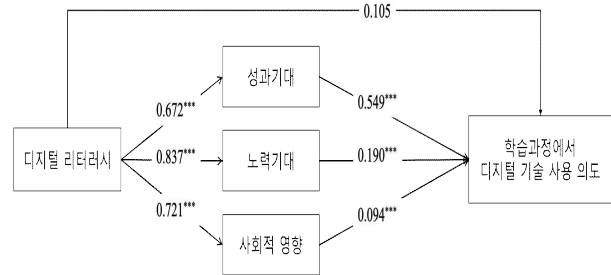 0.105
성과기대
0.672***
0.549***
디지털 리터러시
0.837***
노력기대
0.190***
학습과정에서
디지털 기술 사용 의도
0.721***
0.094***
사회적 영향